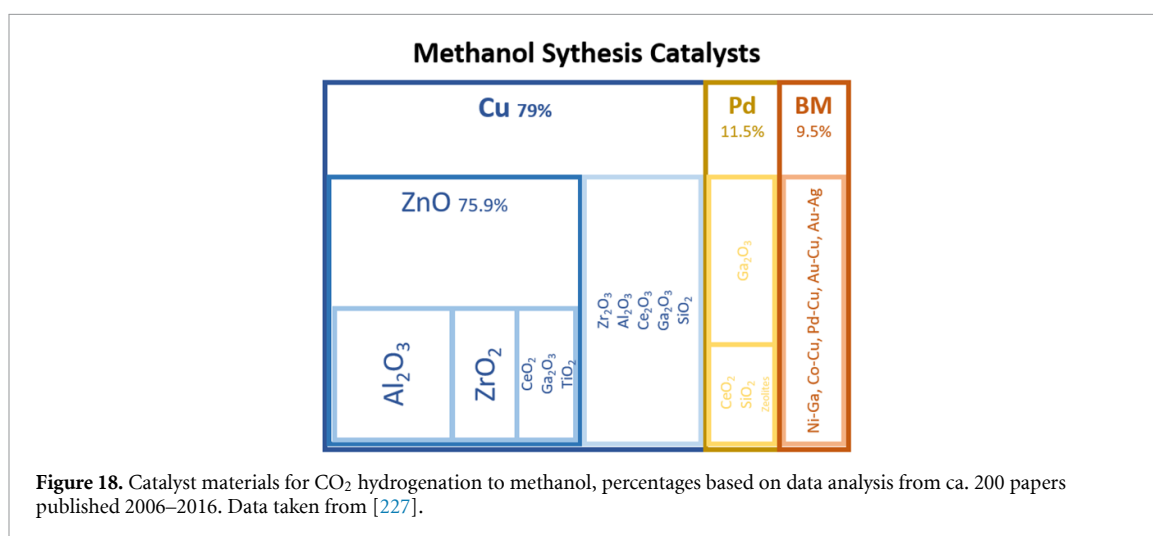 Methanol Sythesis Catalysts
Cu 79%
Pd
11.5%
BM
9.5%
ZnO 75.9%
Al₂O₃
ZrO₂
CeO₂
Ga₂O₃
TiO₂
Zr₂O₃
Al₂O₃
Ce₂O₃
Ga₂O₃
SiO₂
Ga₂O₃
CeO₂
SiO₂
Zeolites
Ni-Ga, Co-Cu, Pd-Cu, Au-Cu, Au-Ag
Figure 18. Catalyst materials for CO₂ hydrogenation to methanol, percentages based on data analysis from ca. 200 papers
published 2006–2016. Data taken from [227].